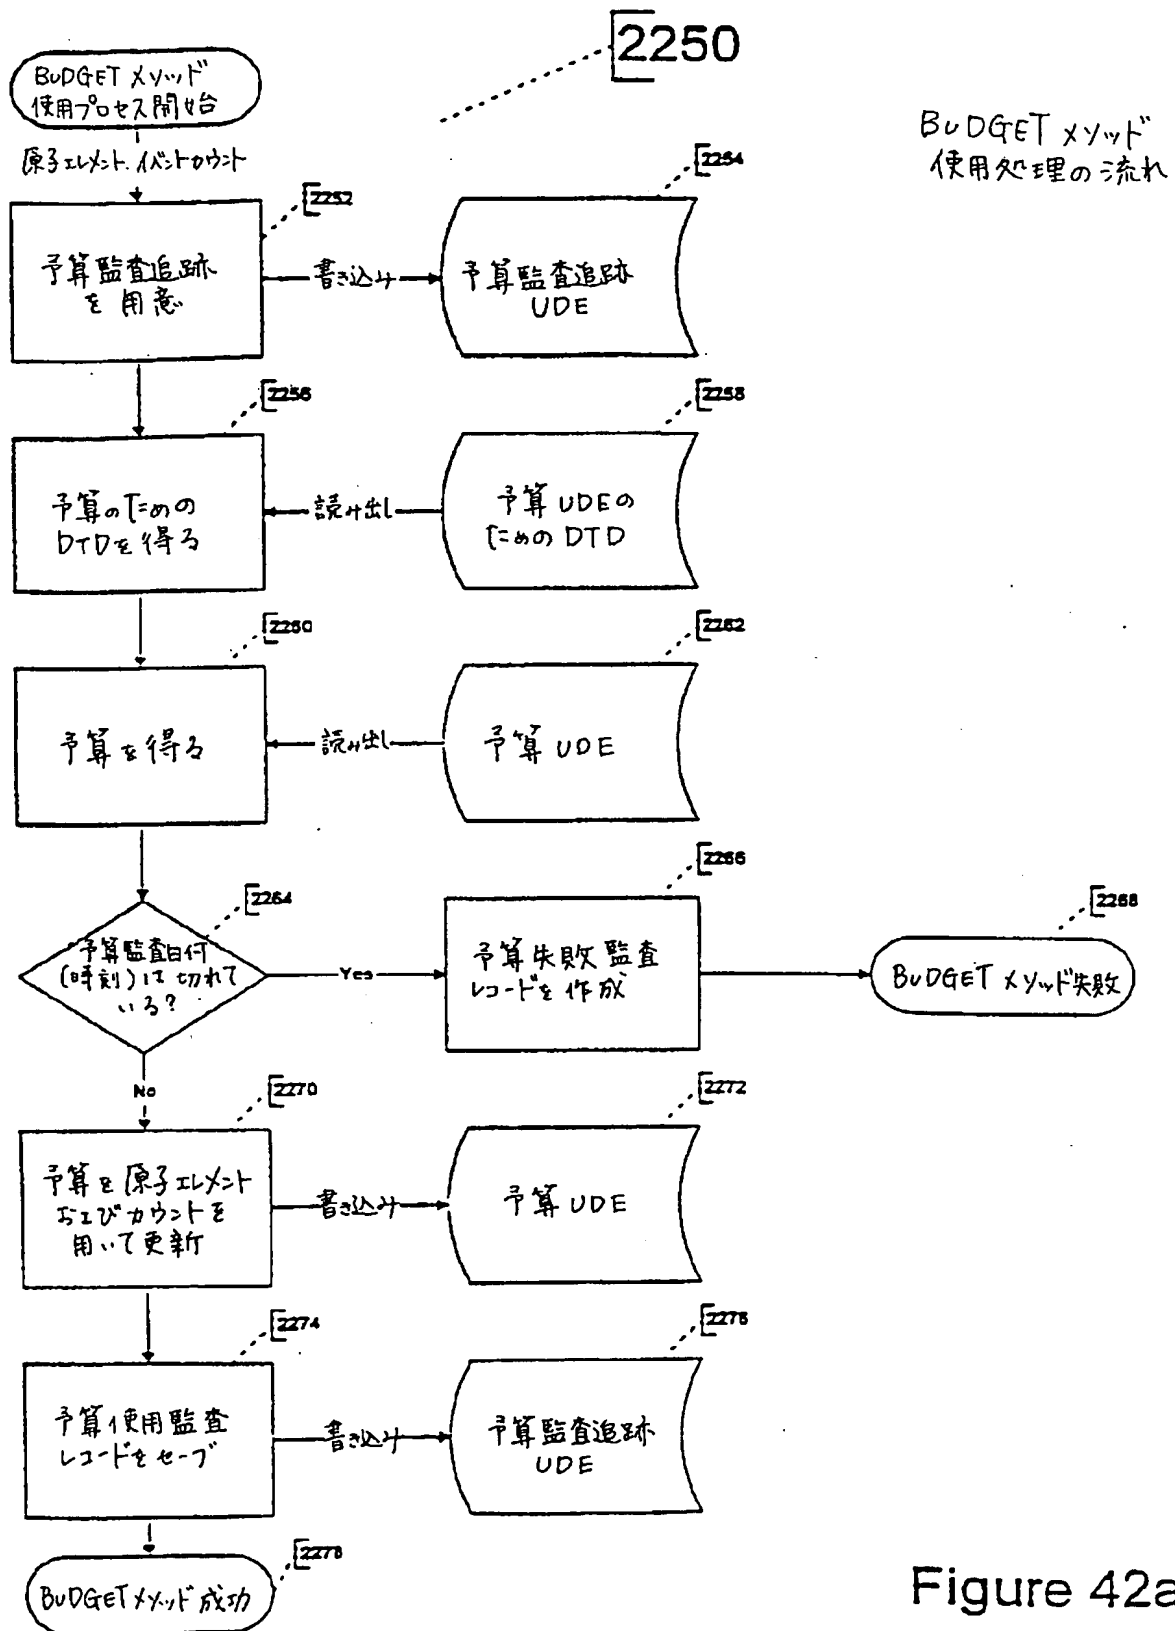 2250
BUDGET メソッド
使用プロセス開始
BUDGET メソッド
使用処理の流れ
原子エレメント、イベントカウント
2252
2254
予算監査追跡
を用意
書き込み
予算監査追跡
UDE
2256
2258
予算のための
DTDを得る
読み出し
予算 UDEの
ための DTD
2260
2262
予算を得る
読み出し
予算 UDE
2264
2266
2268
予算監査日付
(時刻)は切れて
いる?
Yes
予算失敗監査
レコードを作成
BUDGET メソッド失敗
No
2270
2272
予算を原子エレメント
およびカウントを
用いて更新
書き込み
予算 UDE
2274
2276
予算使用監査
レコードをセーブ
書き込み
予算監査追跡
UDE
2278
BUDGETメソッド成功
Figure 42a